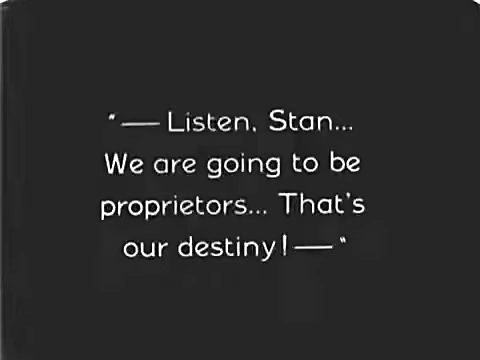 "— Listen, Stan...
We are going to be
proprietors... That's
our destiny! —"